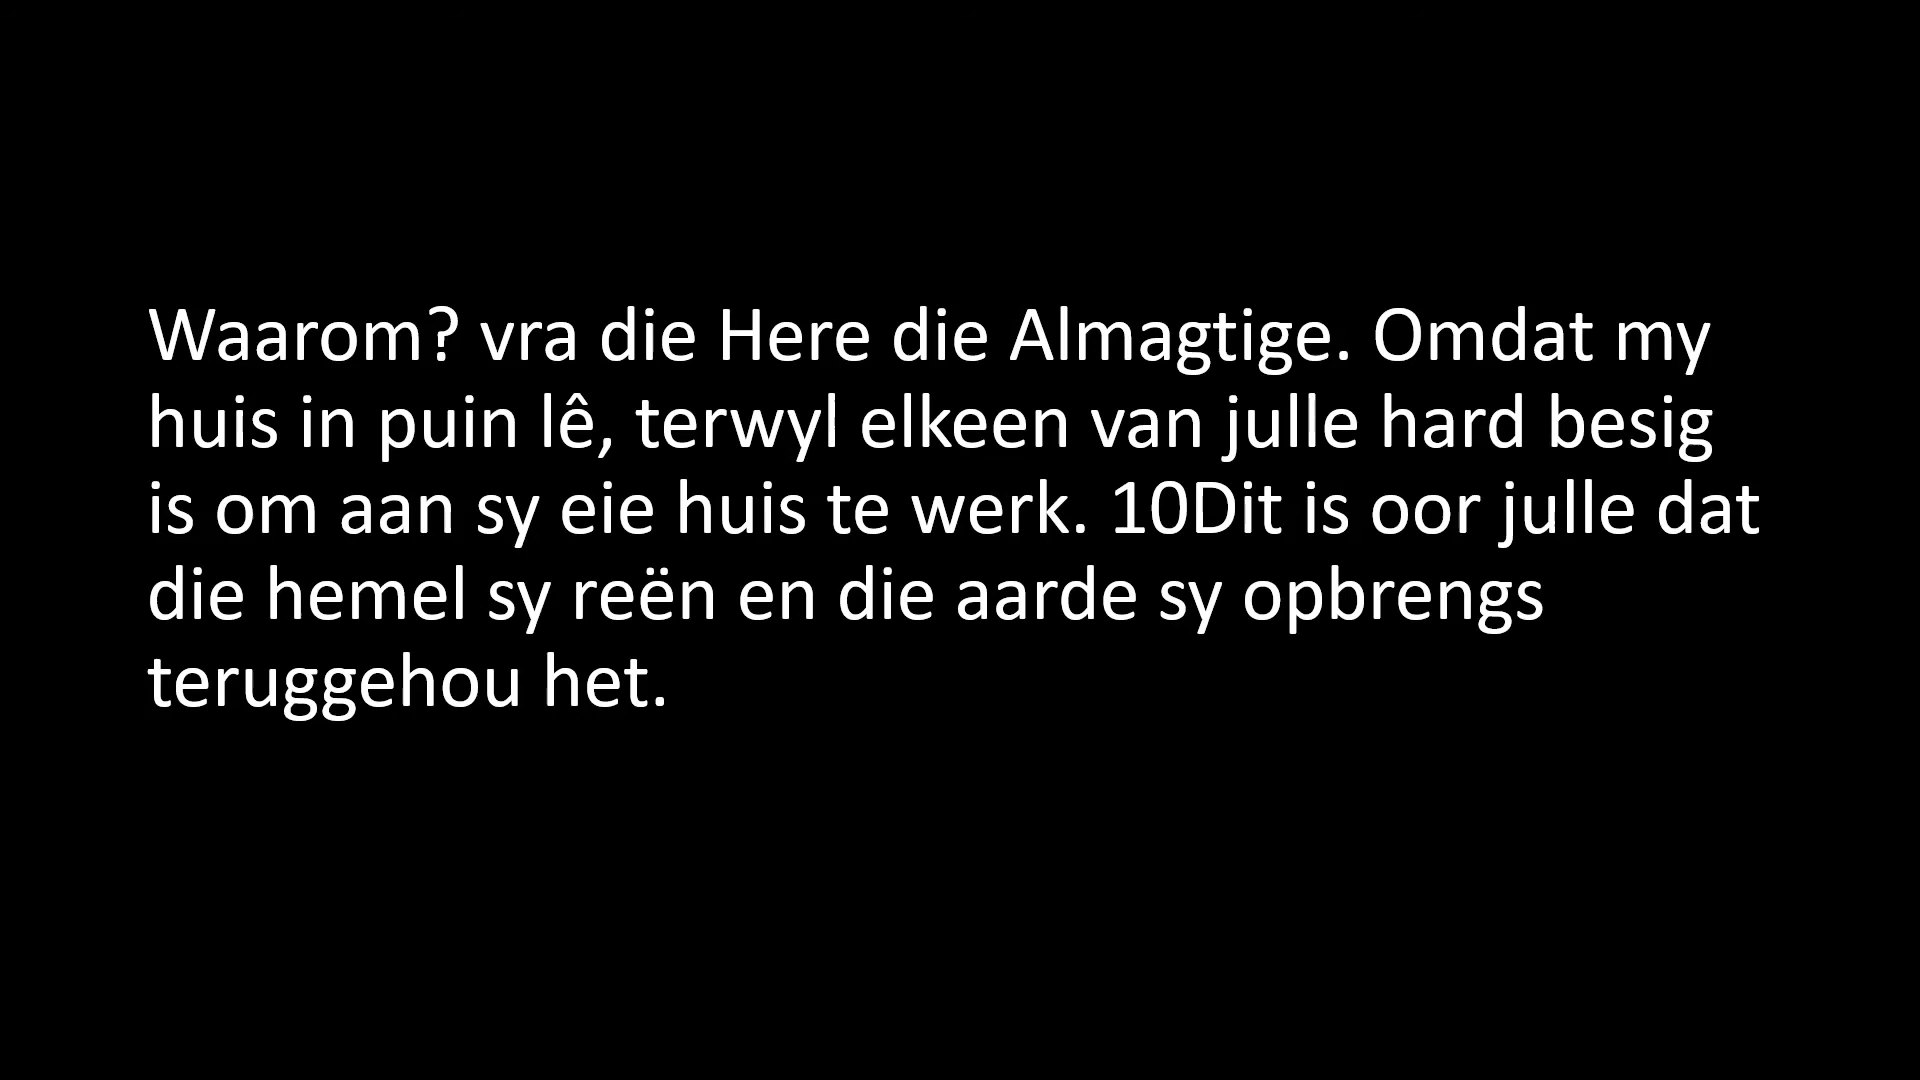 Waarom? vra die Here die Almagtige. Omdat my
huis in puin lê, terwyl elkeen van julle hard besig
is om aan sy eie huis te werk. 10Dit is oor julle dat
die hemel sy reën en die aarde sy opbrengs
teruggehou het.